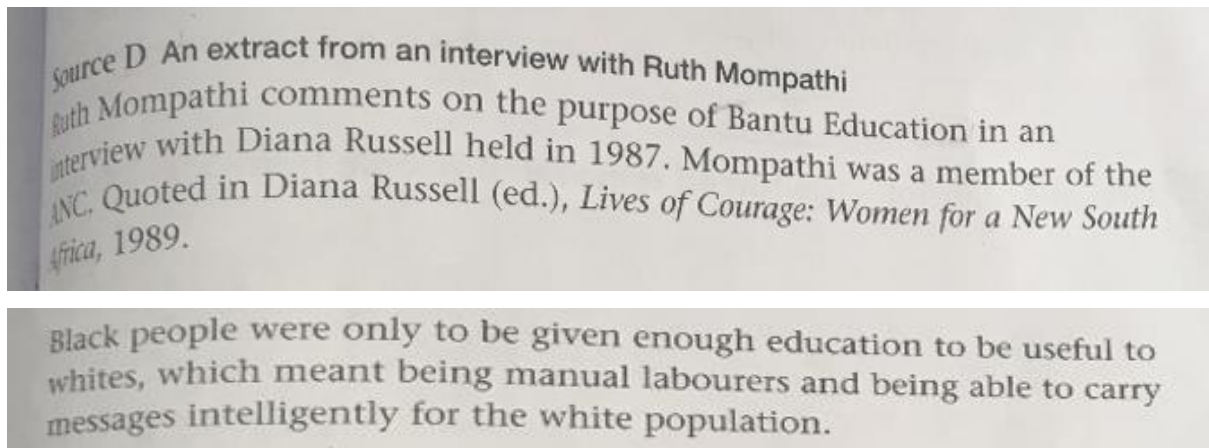 Source D An extract from an interview with Ruth Mompathi
Ruth Mompathi comments on the purpose of Bantu Education in an
interview with Diana Russell held in 1987. Mompathi was a member of the
ANC. Quoted in Diana Russell (ed.), Lives of Courage: Women for a New South
Africa, 1989.
Black people were only to be given enough education to be useful to
whites, which meant being manual labourers and being able to carry
messages intelligently for the white population.